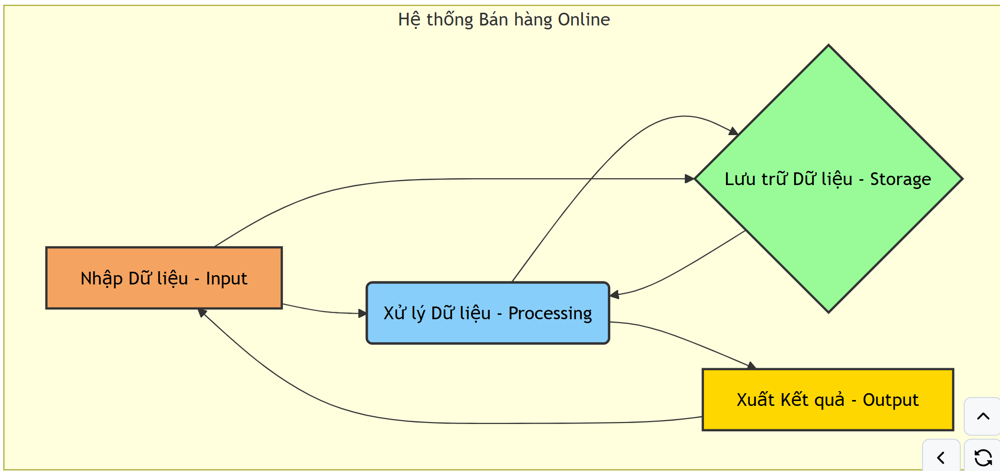 Hệ thống Bán hàng Online
Lưu trữ Dữ liệu - Storage
Nhập Dữ liệu - Input
Xử lý Dữ liệu - Processing
Xuất Kết quả - Output